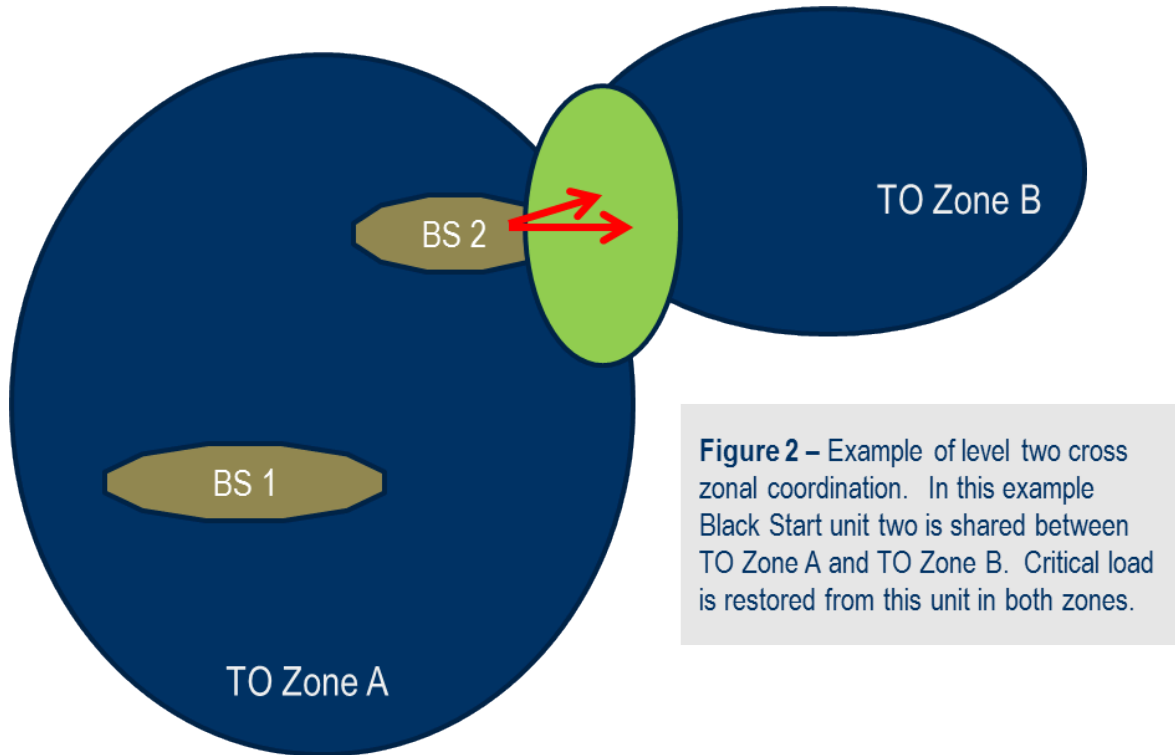 TO Zone B
BS 2
BS 1
TO Zone A
Figure 2 – Example of level two cross
zonal coordination. In this example
Black Start unit two is shared between
TO Zone A and TO Zone B. Critical load
is restored from this unit in both zones.